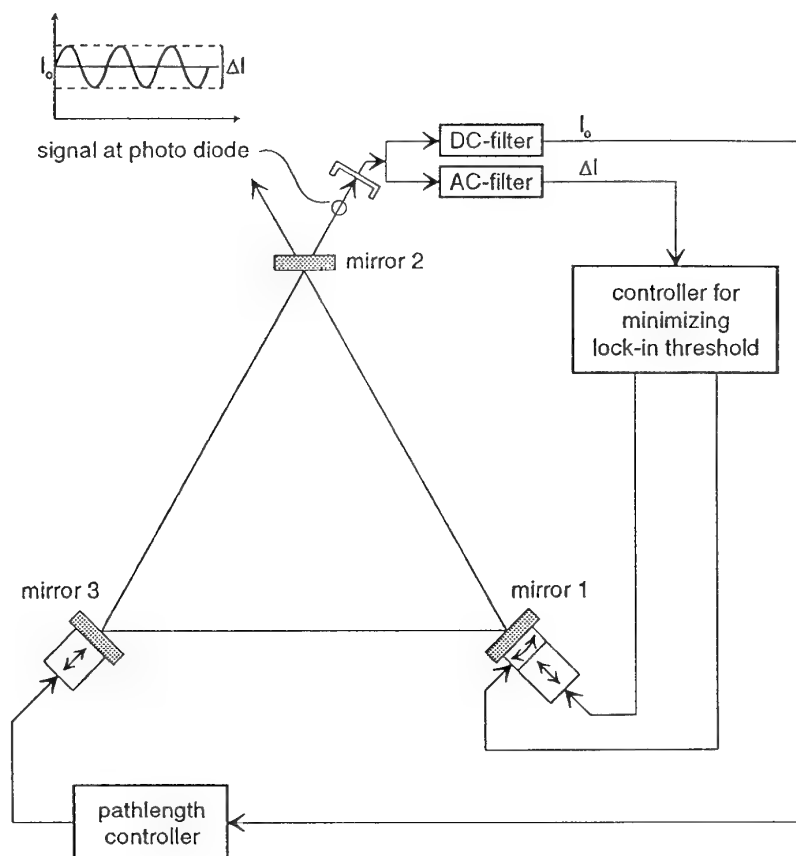 I₀
ΔI
signal at photo diode
DC-filter
I₀
AC-filter
ΔI
mirror 2
controller for
minimizing
lock-in threshold
mirror 3
mirror 1
pathlength
controller